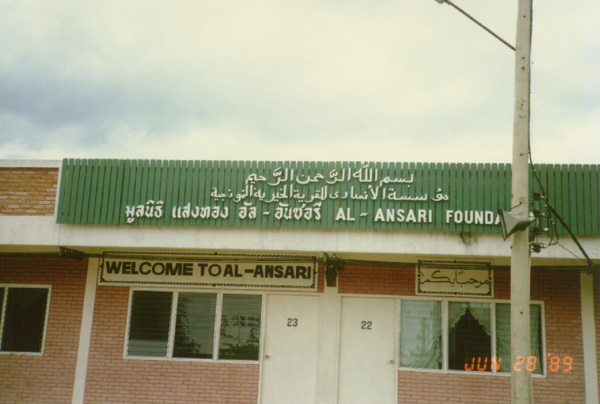 بسم الله الرحمن الرحيم
مؤسسة الأنصاري للقرية الخيرية النموذجية
มูลนิธิ แสงทอง อัล - อันซอรี่ AL - ANSARI FOUNDA
WELCOME TO AL-ANSARI
مرحبا بكم
23
22
JUN 28 '89